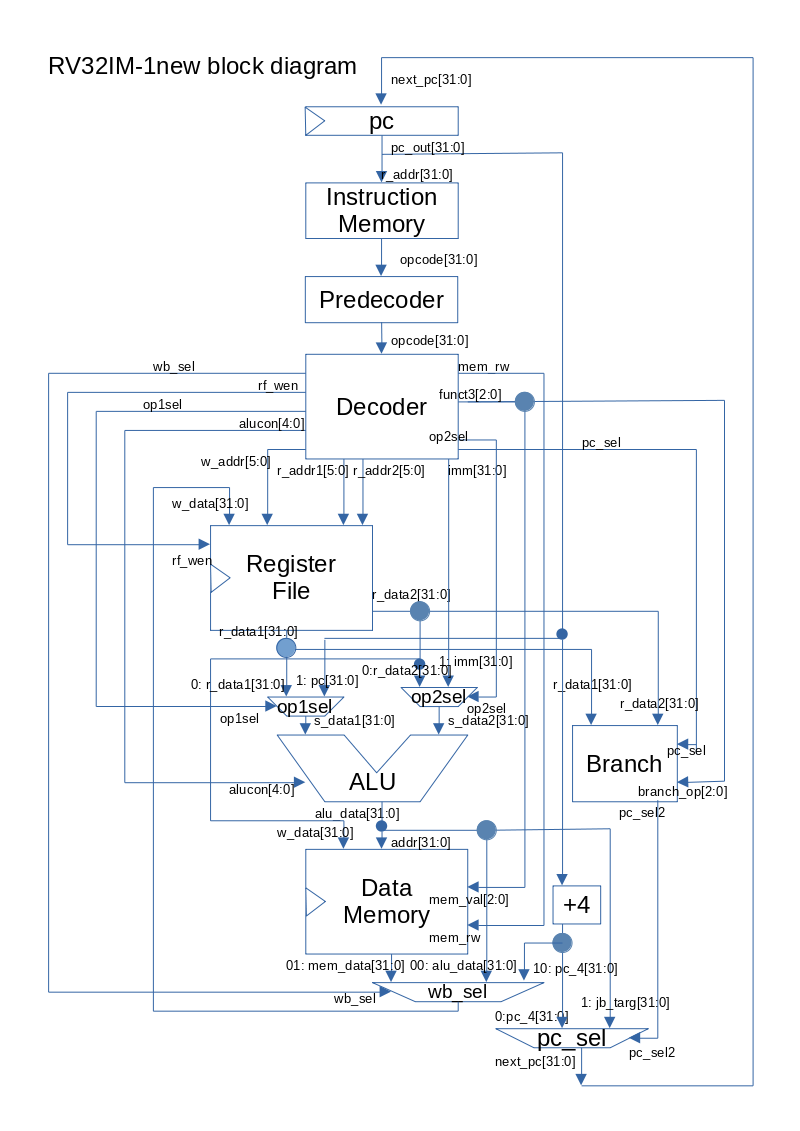 RV32IM-1new block diagram
next_pc[31:0]
pc
pc_out[31:0]
r_addr[31:0]
Instruction
Memory
opcode[31:0]
Predecoder
opcode[31:0]
wb_sel
mem_rw
rf_wen
funct3[2:0]
op1sel
Decoder
alucon[4:0]
op2sel
pc_sel
w_addr[5:0]
r_addr1[5:0]
r_addr2[5:0]
imm[31:0]
w_data[31:0]
rf_wen
Register
File
r_data2[31:0]
r_data1[31:0]
0: r_data1[31:0]
1: pc[31:0]
0:r_data2[31:0]
1: imm[31:0]
r_data1[31:0]
r_data2[31:0]
op1sel
op2sel
op1sel
op2sel
s_data1[31:0]
s_data2[31:0]
pc_sel
Branch
ALU
alucon[4:0]
branch_op[2:0]
alu_data[31:0]
pc_sel2
w_data[31:0]
addr[31:0]
Data
Memory
mem_val[2:0]
+4
mem_rw
01: mem_data[31:0]
00: alu_data[31:0]
10: pc_4[31:0]
wb_sel
wb_sel
1: jb_targ[31:0]
0:pc_4[31:0]
pc_sel
pc_sel2
next_pc[31:0]